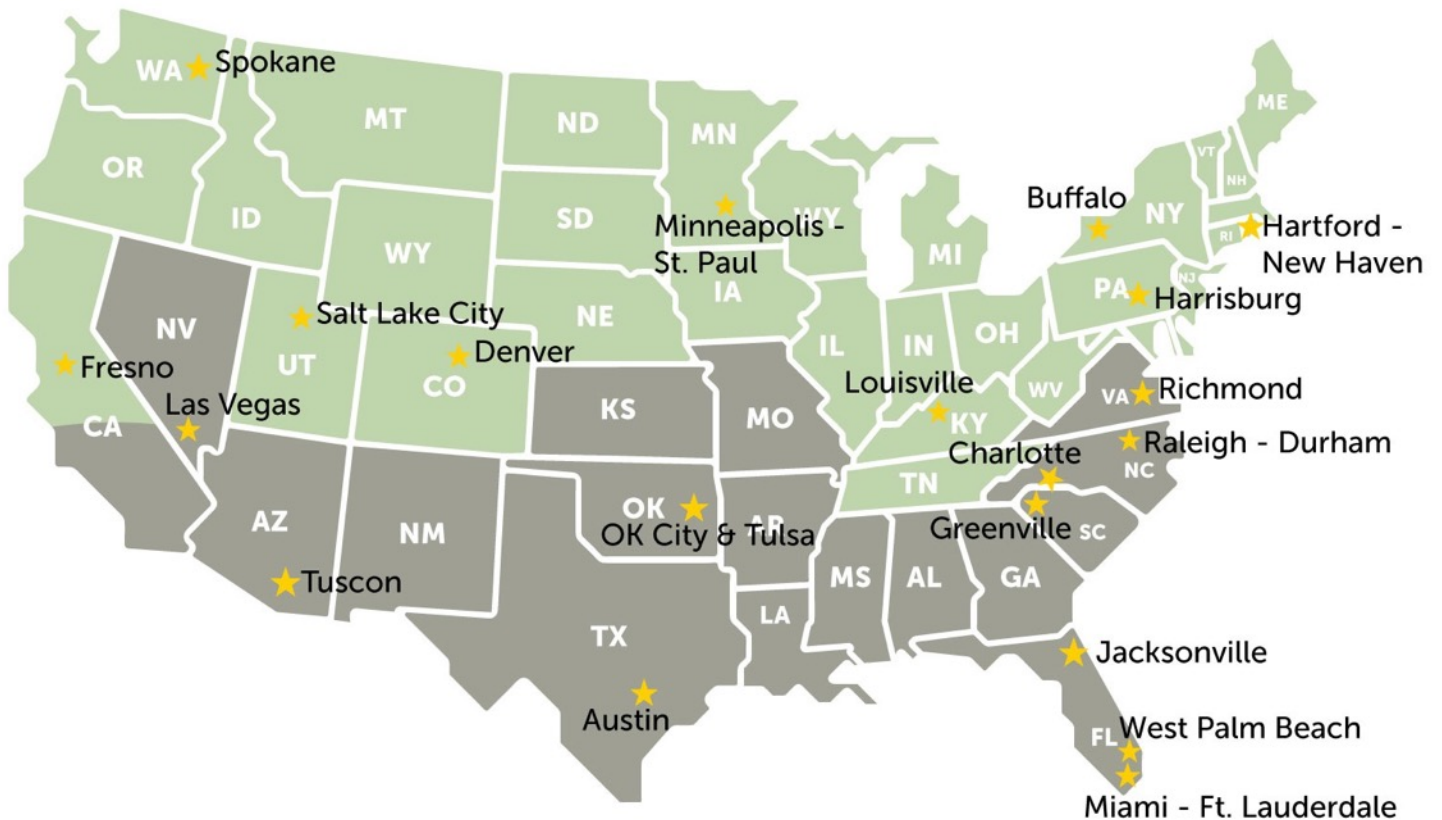 WA
Spokane
MT
ND
MN
ME
OR
ID
SD
WY
VT
NH
Buffalo
NY
WY
Minneapolis -
St. Paul
MI
RI
Hartford -
New Haven
IA
PA
NJ
Harrisburg
NV
Salt Lake City
NE
UT
Denver
CO
IL
IN
OH
Fresno
Las Vegas
CA
KS
MO
Louisville
KY
WV
VA
Richmond
Charlotte
Raleigh - Durham
NC
TN
AZ
NM
OK
OK City & Tulsa
AR
Greenville
SC
Tuscon
MS
AL
GA
TX
LA
Jacksonville
Austin
FL
West Palm Beach
Miami - Ft. Lauderdale